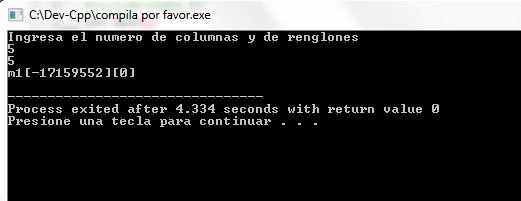 C:\Dev-Cpp\compila por favor.exe
Ingresa el numero de columnas y de renglones
5
5
m1[-17159552][0]
--------------------------------
Process exited after 4.334 seconds with return value 0
Presione una tecla para continuar . . .